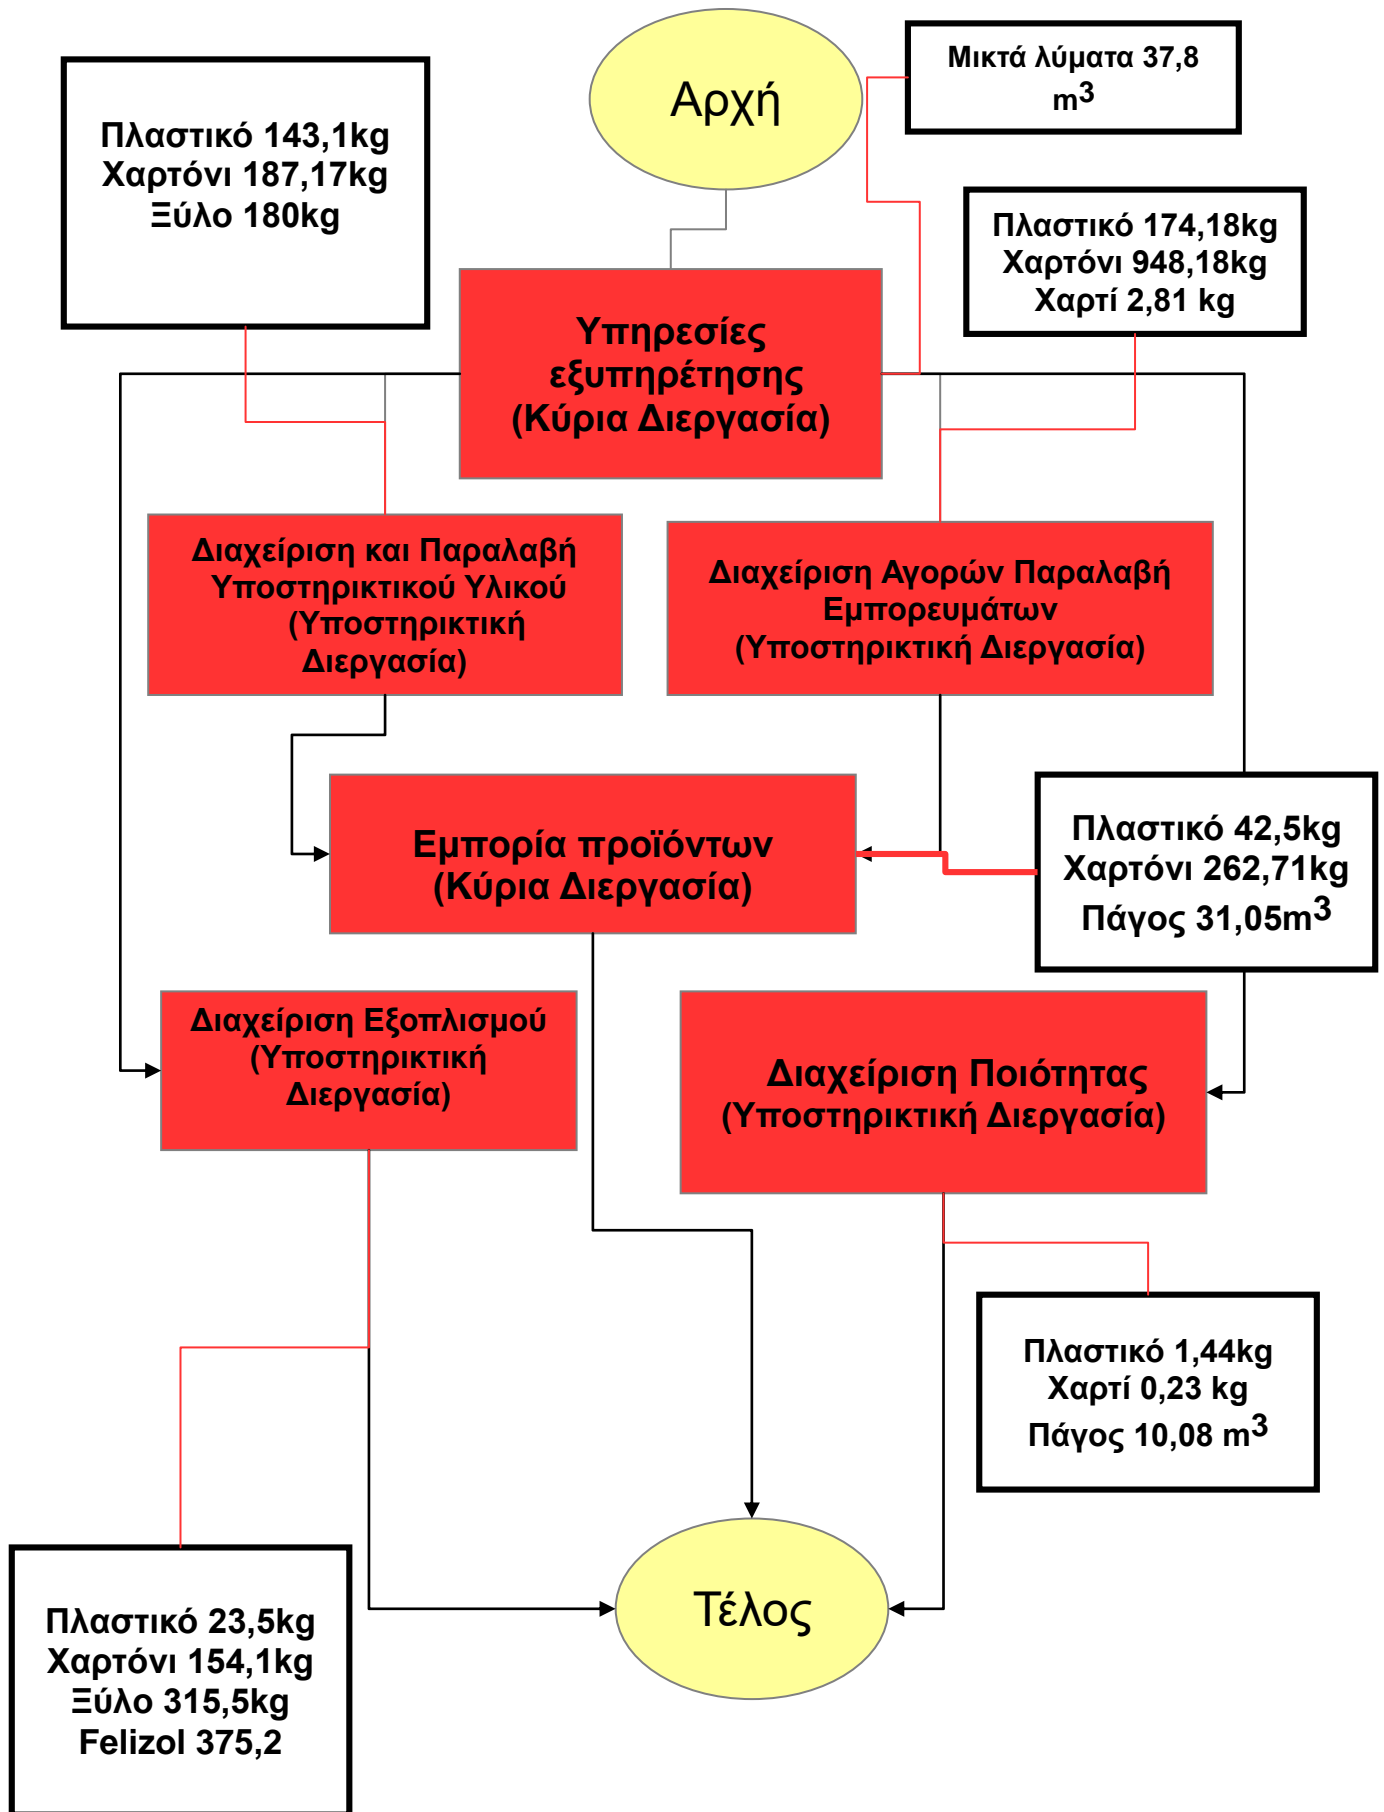 Αρχή
Μικτά λύματα 37,8
m3
Πλαστικό 143,1kg
Χαρτόνι 187,17kg
Ξύλο 180kg
Πλαστικό 174,18kg
Χαρτόνι 948,18kg
Χαρτί 2,81 kg
Υπηρεσίες
εξυπηρέτησης
(Κύρια Διεργασία)
Διαχείριση και Παραλαβή
Υποστηρικτικού Υλικού
(Υποστηρικτική
Διεργασία)
Διαχείριση Αγορών Παραλαβή
Εμπορευμάτων
(Υποστηρικτική Διεργασία)
Εμπορία προϊόντων
(Κύρια Διεργασία)
Πλαστικό 42,5kg
Χαρτόνι 262,71kg
Πάγος 31,05m3
Διαχείριση Εξοπλισμού
(Υποστηρικτική
Διεργασία)
Διαχείριση Ποιότητας
(Υποστηρικτική Διεργασία)
Πλαστικό 1,44kg
Χαρτί 0,23 kg
Πάγος 10,08 m3
Τέλος
Πλαστικό 23,5kg
Χαρτόνι 154,1kg
Ξύλο 315,5kg
Felizol 375,2